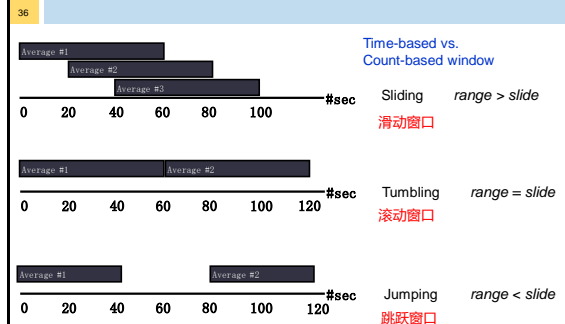 36
Time-based vs.
Count-based window
Average #1
Average #2
Average #3
#sec
0 20 40 60 80 100
Sliding range > slide
滑动窗口
Average #1 Average #2
#sec
0 20 40 60 80 100 120
Tumbling range = slide
滚动窗口
Average #1 Average #2
#sec
0 20 40 60 80 100 120
Jumping range < slide
跳跃窗口